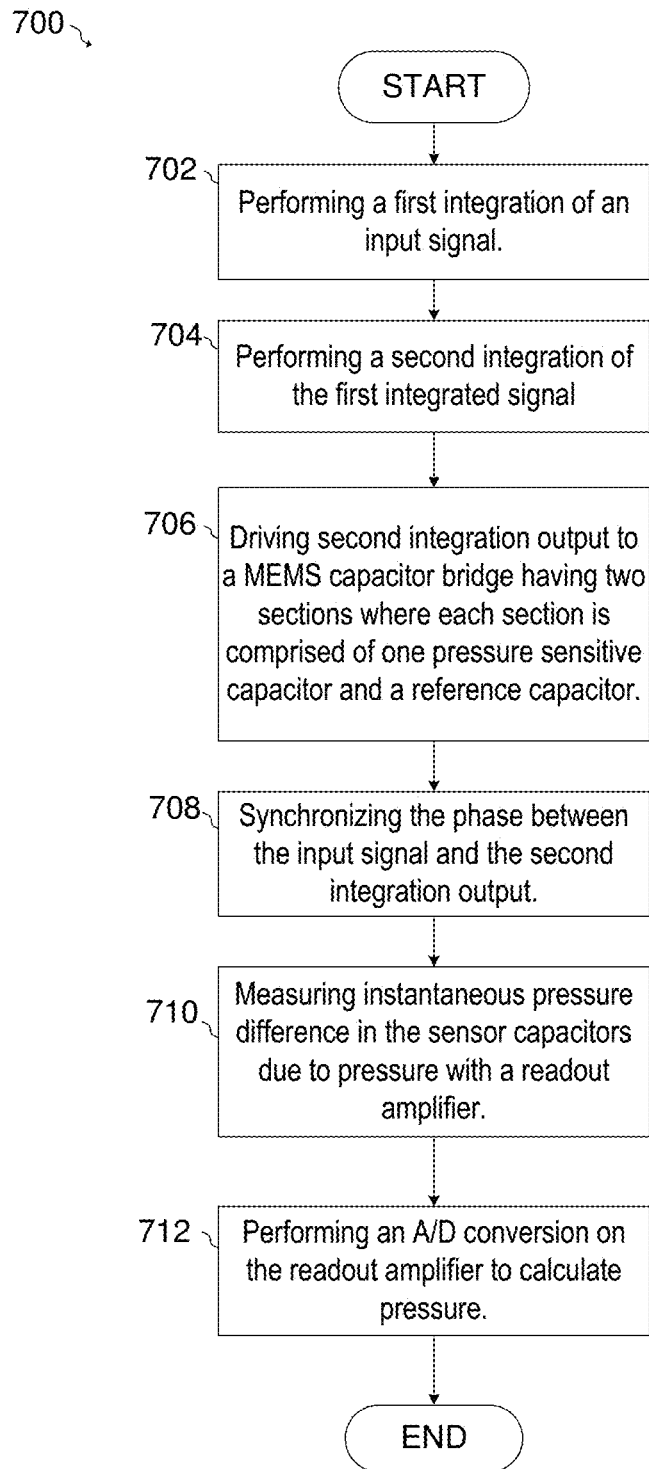 700
START
702
Performing a first integration of an
input signal.
704
Performing a second integration of
the first integrated signal
706
Driving second integration output to
a MEMS capacitor bridge having two
sections where each section is
comprised of one pressure sensitive
capacitor and a reference capacitor.
708
Synchronizing the phase between
the input signal and the second
integration output.
710
Measuring instantaneous pressure
difference in the sensor capacitors
due to pressure with a readout
amplifier.
712
Performing an A/D conversion on
the readout amplifier to calculate
pressure.
END